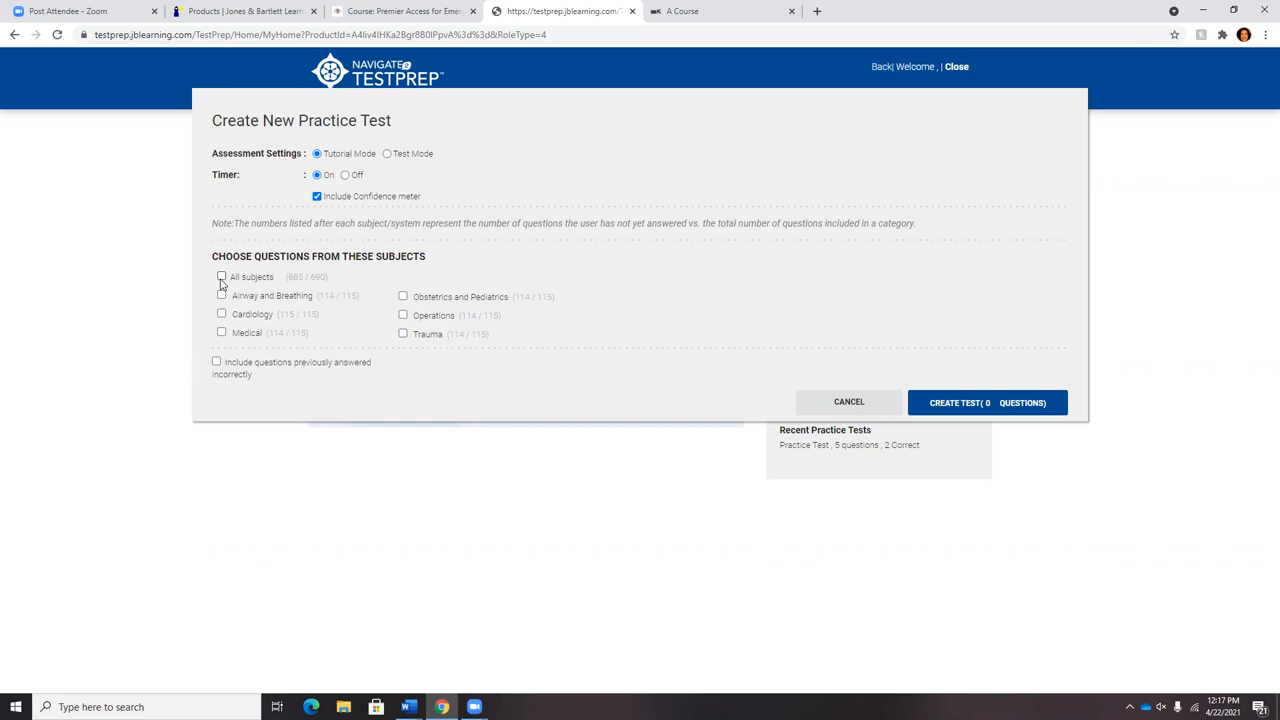 Post Attendee - Zoom
Products | Jones & Bartlett Learn
Course: Premier Access for Emer
https://testprep.jblearning.com/T
A Course
testprep.jblearning.com/TestPrep/Home/MyHome?ProductId=A4liv4IHKa2Bgr8B0IPpvA%3d%3d&RoleType=4
NAVIGATE 2
TESTPREP™
Back| Welcome , | Close
Create New Practice Test
Assessment Settings : Tutorial Mode Test Mode
Timer: : On Off
Include Confidence meter
Note:The numbers listed after each subject/system represent the number of questions the user has not yet answered vs. the total number of questions included in a category.
CHOOSE QUESTIONS FROM THESE SUBJECTS
All subjects (685 / 690)
Airway and Breathing (114 / 115) Obstetrics and Pediatrics (114 / 115)
Cardiology (115 / 115) Operations (114 / 115)
Medical (114 / 115) Trauma (114 / 115)
Include questions previously answered
incorrectly
CANCEL CREATE TEST( 0 QUESTIONS)
Recent Practice Tests
Practice Test , 5 questions , 2 Correct
Type here to search
12:17 PM
4/22/2021
21